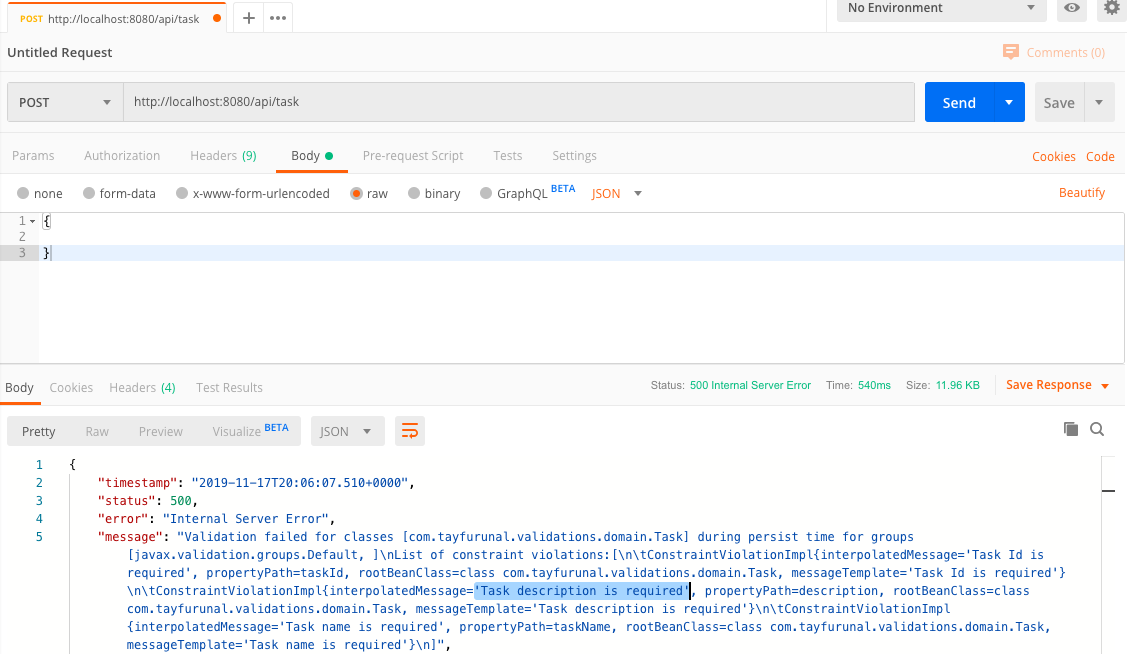 POST http://localhost:8080/api/task
No Environment
Untitled Request
Comments (0)
POST http://localhost:8080/api/task Send Save
Params Authorization Headers (9) Body Pre-request Script Tests Settings Cookies Code
none form-data x-www-form-urlencoded raw binary GraphQL BETA JSON Beautify
1 {
2
3 }
Body Cookies Headers (4) Test Results Status: 500 Internal Server Error Time: 540ms Size: 11.96 KB Save Response
Pretty Raw Preview Visualize BETA JSON
1 {
2 "timestamp": "2019-11-17T20:06:07.510+0000",
3 "status": 500,
4 "error": "Internal Server Error",
5 "message": "Validation failed for classes [com.tayfurunal.validations.domain.Task] during persist time for groups
[javax.validation.groups.Default, ]\nList of constraint violations:[\n\tConstraintViolationImpl{interpolatedMessage='Task Id is
required', propertyPath=taskId, rootBeanClass=class com.tayfurunal.validations.domain.Task, messageTemplate='Task Id is required'}
\n\tConstraintViolationImpl{interpolatedMessage='Task description is required', propertyPath=description, rootBeanClass=class
com.tayfurunal.validations.domain.Task, messageTemplate='Task description is required'}\n\tConstraintViolationImpl
{interpolatedMessage='Task name is required', propertyPath=taskName, rootBeanClass=class com.tayfurunal.validations.domain.Task,
messageTemplate='Task name is required'}\n]",